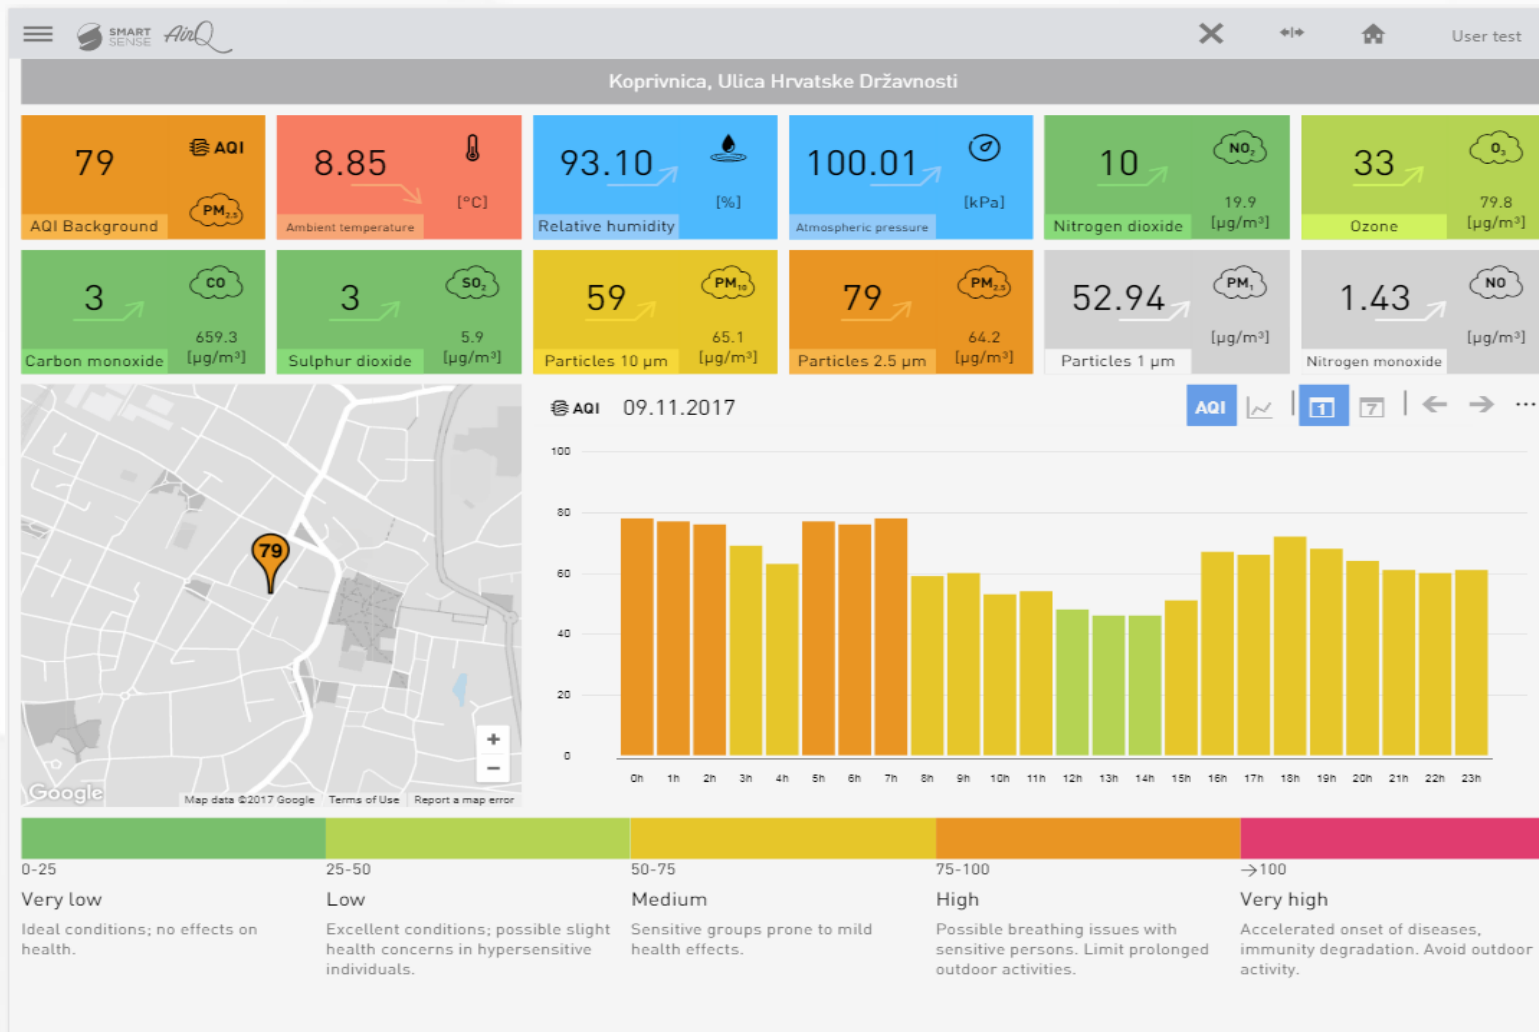 SMART SENSE AirQ
User test
Koprivnica, Ulica Hrvatske Državnosti
79 AQI PM2.5 AQI Background
8.85 [°C] Ambient temperature
93.10 [%] Relative humidity
100.01 [kPa] Atmospheric pressure
10 NO2 19.9 [µg/m³] Nitrogen dioxide
33 O3 79.8 [µg/m³] Ozone
3 CO 659.3 [µg/m³] Carbon monoxide
3 SO2 5.9 [µg/m³] Sulphur dioxide
59 PM10 65.1 [µg/m³] Particles 10 µm
79 PM2.5 64.2 [µg/m³] Particles 2.5 µm
52.94 PM1 [µg/m³] Particles 1 µm
1.43 NO [µg/m³] Nitrogen monoxide
79
+
−
Google
Map data ©2017 Google Terms of Use Report a map error
AQI 09.11.2017
AQI 1 7 ...
100
80
60
40
20
0
0h 1h 2h 3h 4h 5h 6h 7h 8h 9h 10h 11h 12h 13h 14h 15h 16h 17h 18h 19h 20h 21h 22h 23h
0-25
Very low
Ideal conditions; no effects on
health.
25-50
Low
Excellent conditions; possible slight
health concerns in hypersensitive
individuals.
50-75
Medium
Sensitive groups prone to mild
health effects.
75-100
High
Possible breathing issues with
sensitive persons. Limit prolonged
outdoor activities.
→100
Very high
Accelerated onset of diseases,
immunity degradation. Avoid outdoor
activity.